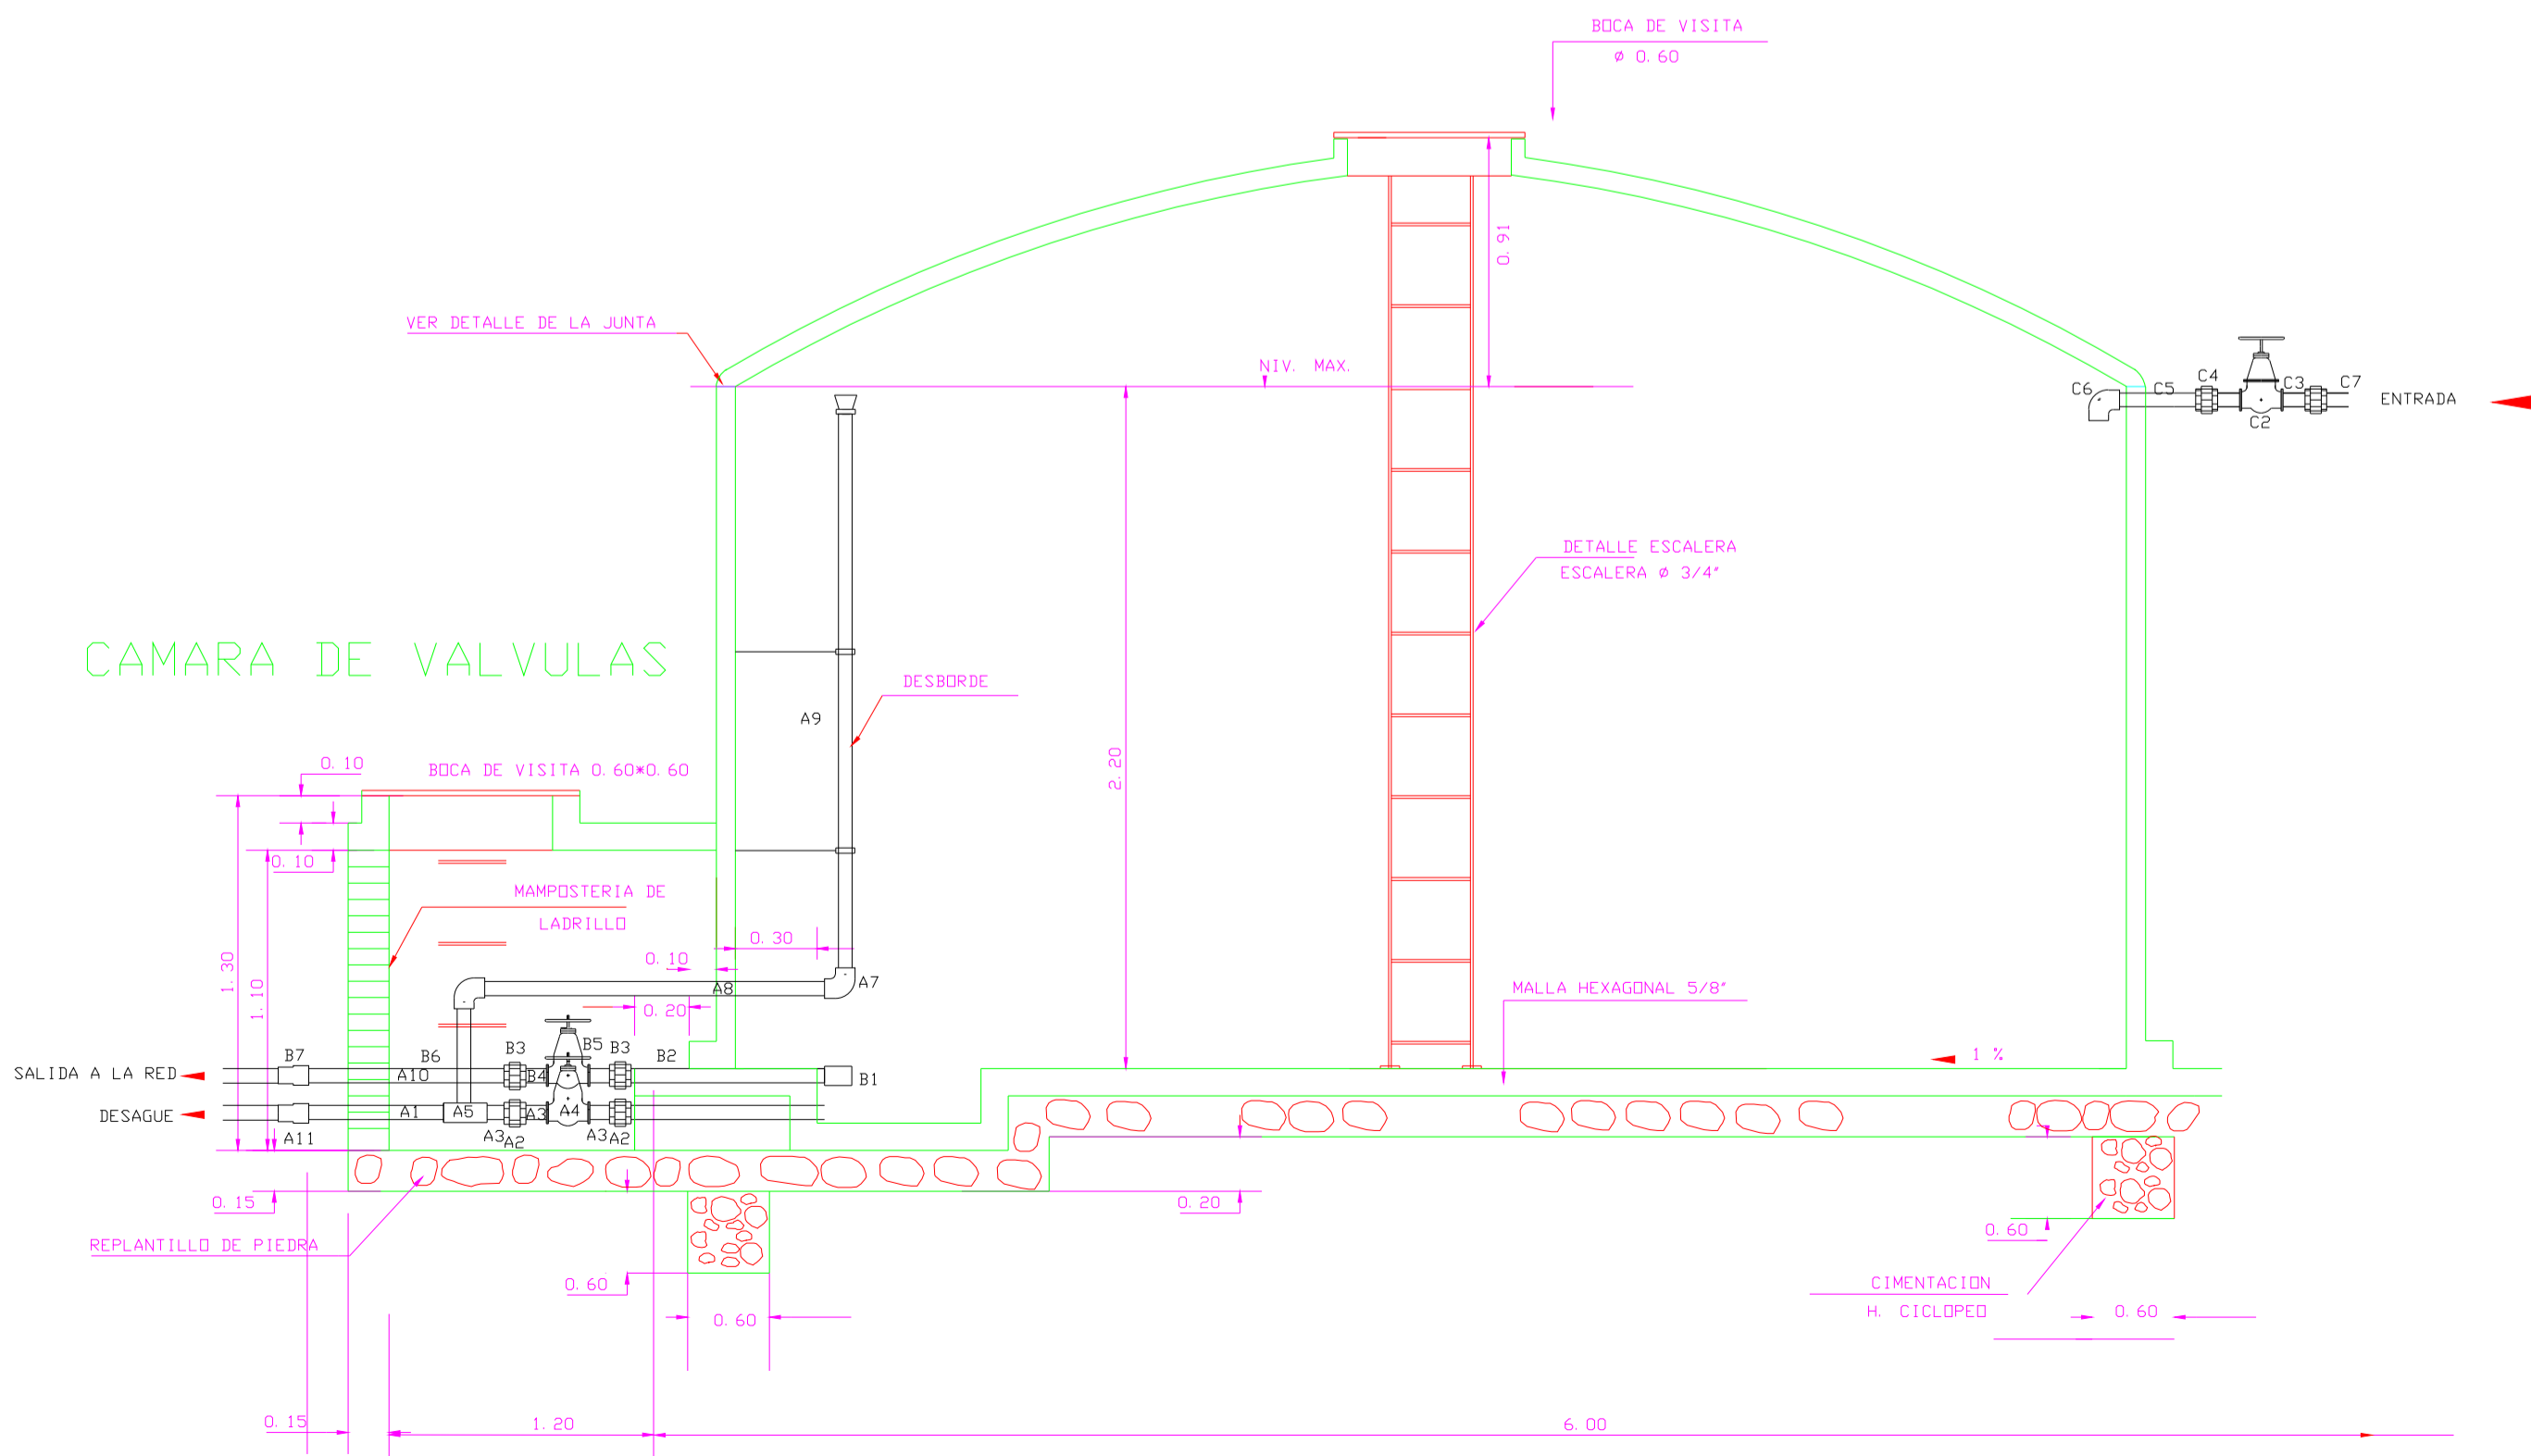 BOCA DE VISITA
Ø 0.60
0.91
VER DETALLE DE LA JUNTA
NIV. MAX.
C6
C5
C4
C2
C3
C7
ENTRADA
DETALLE ESCALERA
ESCALERA Ø 3/4"
CAMARA DE VALVULAS
DESBORDE
A9
2.20
0.10
BOCA DE VISITA 0.60*0.60
0.10
MAMPOSTERIA DE
LADRILLO
0.30
0.10
1.30
1.10
A8
A7
0.20
MALLA HEXAGONAL 5/8"
B7
B6
B3
B5
B3
B2
1 %
SALIDA A LA RED
A10
B4
B1
DESAGUE
A1
A5
A3
A4
A11
A3
A2
A3
A2
0.15
0.20
REPLANTILLO DE PIEDRA
0.60
0.60
CIMENTACION
H. CICLOPEO
0.60
0.60
0.15
1.20
6.00